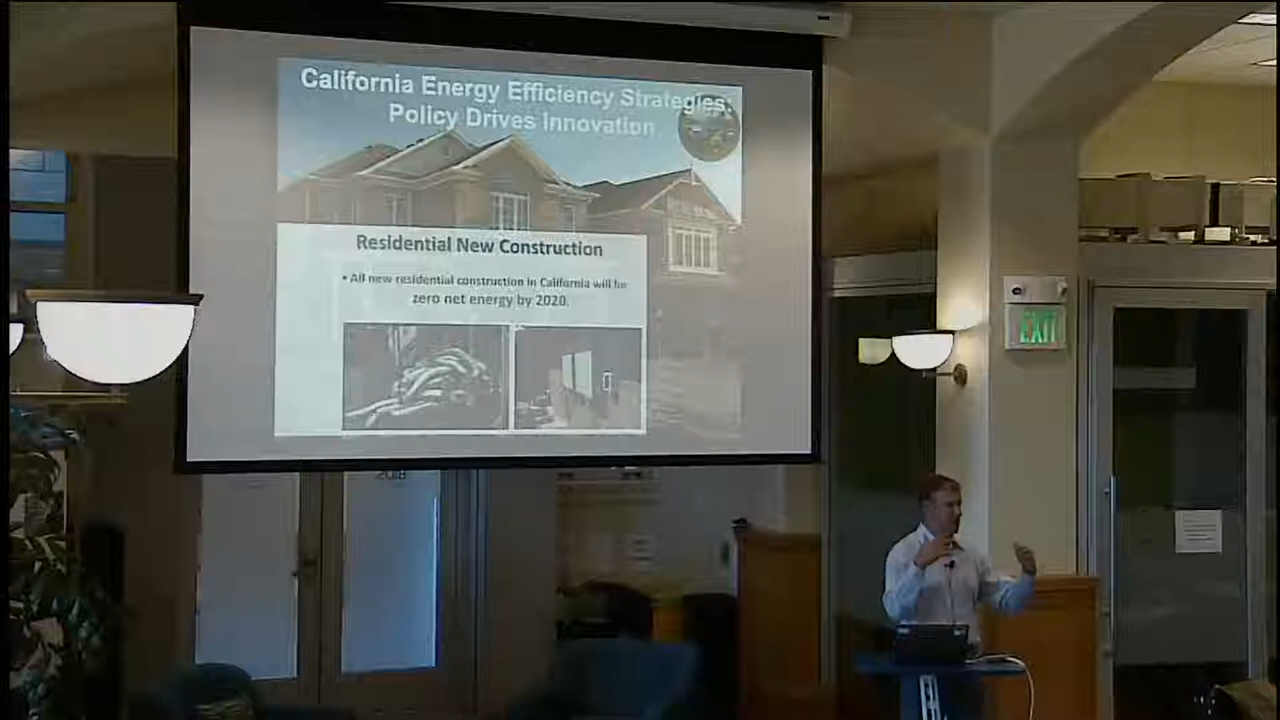 California Energy Efficiency Strategies:
Policy Drives Innovation
Residential New Construction
• All new residential construction in California will be
zero net energy by 2020.
EXIT